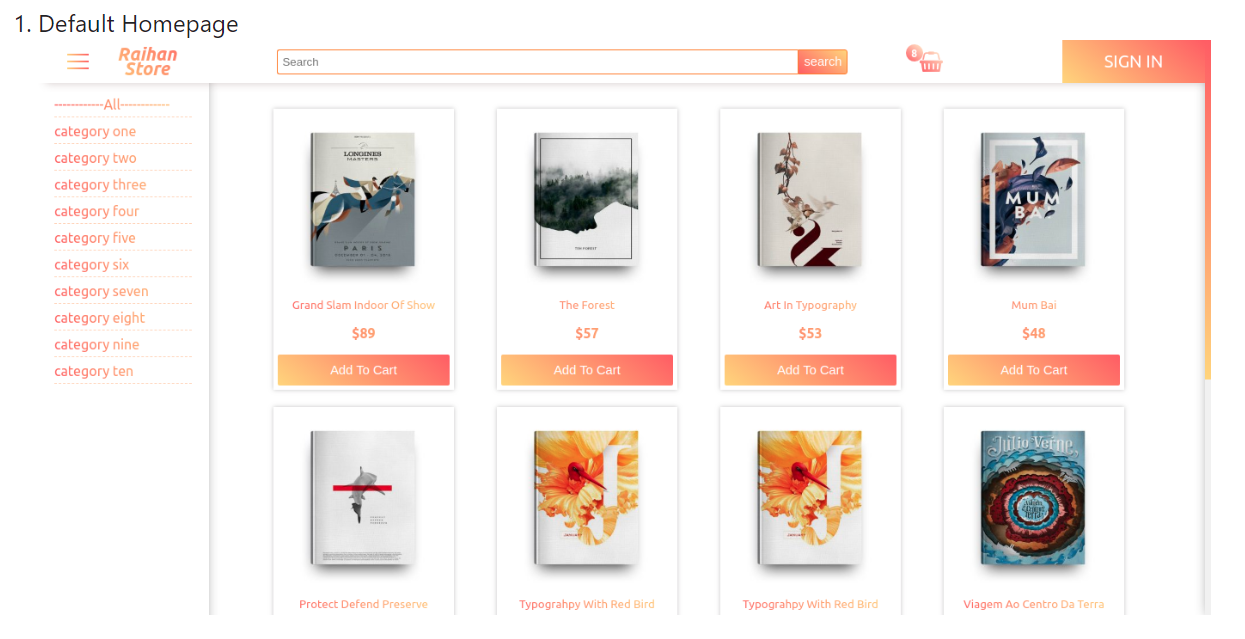 1. Default Homepage
Raihan
Store
Search
search
8
SIGN IN
------------All------------
category one
category two
category three
category four
category five
category six
category seven
category eight
category nine
category ten
LONGINES
MASTERS
PARIS
THE FOREST
MUM
BA
Grand Slam Indoor Of Show
The Forest
Art In Typography
Mum Bai
$89
$57
$53
$48
Add To Cart
Add To Cart
Add To Cart
Add To Cart
JANUARY
JANUARY
Julio Verne
Protect Defend Preserve
Typograhpy With Red Bird
Typograhpy With Red Bird
Viagem Ao Centro Da Terra